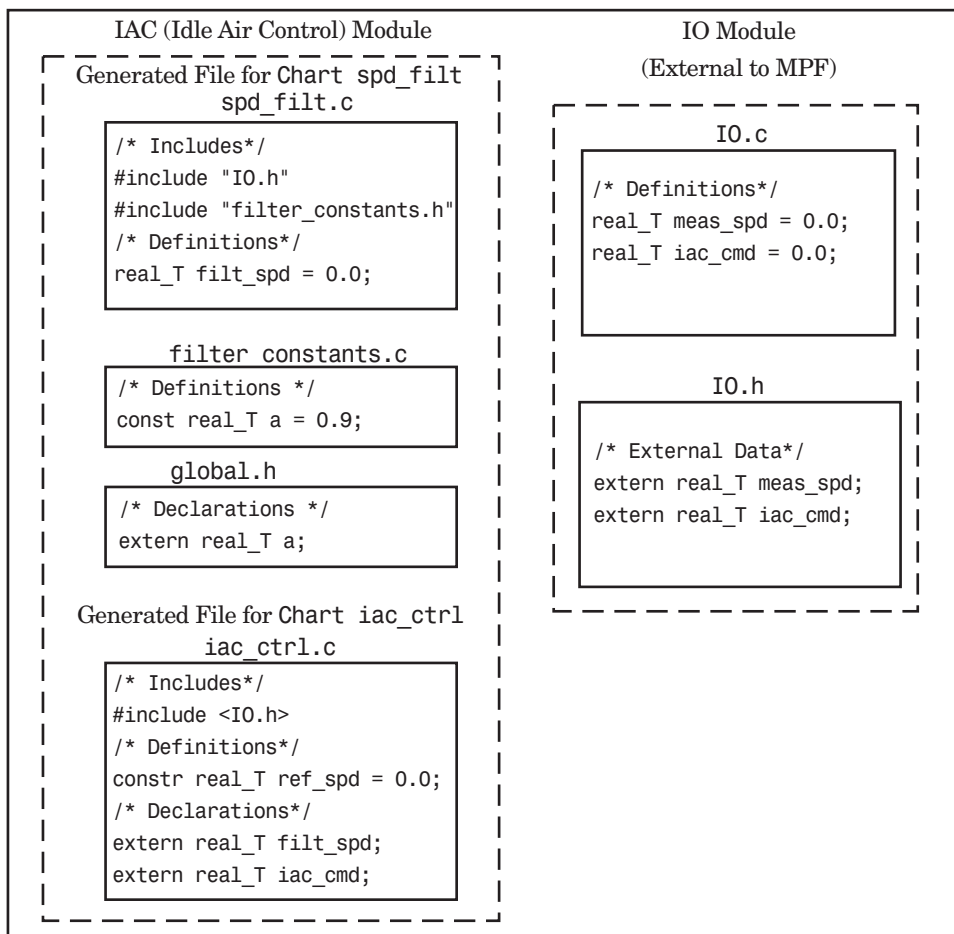 IAC (Idle Air Control) Module
Generated File for Chart spd_filt
spd_filt.c
/* Includes*/
#include "IO.h"
#include "filter_constants.h"
/* Definitions*/
real_T filt_spd = 0.0;
filter constants.c
/* Definitions */
const real_T a = 0.9;
global.h
/* Declarations */
extern real_T a;
Generated File for Chart iac_ctrl
iac_ctrl.c
/* Includes*/
#include <IO.h>
/* Definitions*/
constr real_T ref_spd = 0.0;
/* Declarations*/
extern real_T filt_spd;
extern real_T iac_cmd;
IO Module
(External to MPF)
IO.c
/* Definitions*/
real_T meas_spd = 0.0;
real_T iac_cmd = 0.0;
IO.h
/* External Data*/
extern real_T meas_spd;
extern real_T iac_cmd;